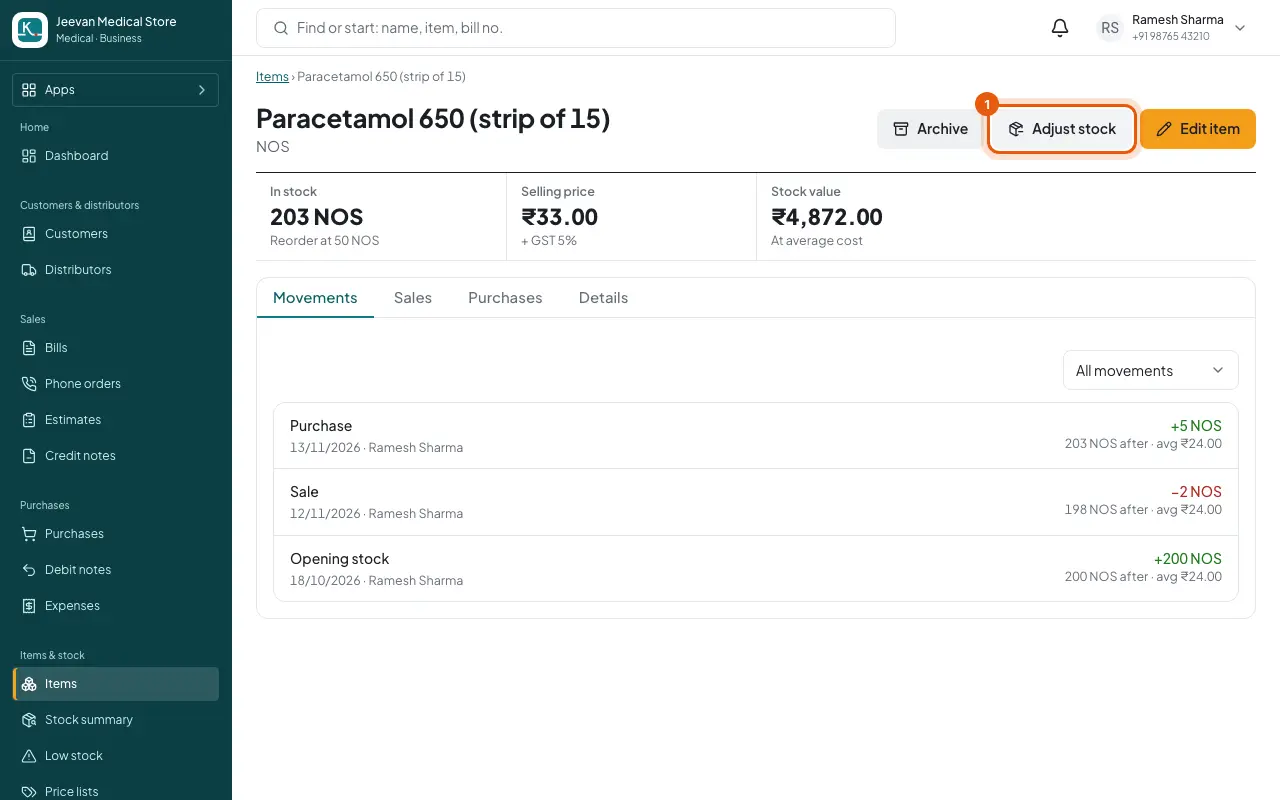 Jeevan Medical Store
Medical · Business
Find or start: name, item, bill no.
RS
Ramesh Sharma
+91 98765 43210
Apps
Home
Dashboard
Customers & distributors
Customers
Distributors
Sales
Bills
Phone orders
Estimates
Credit notes
Purchases
Purchases
Debit notes
Expenses
Items & stock
Items
Stock summary
Low stock
Price lists
Items › Paracetamol 650 (strip of 15)
Paracetamol 650 (strip of 15)
NOS
Archive
1
Adjust stock
Edit item
In stock
203 NOS
Reorder at 50 NOS
Selling price
₹33.00
+ GST 5%
Stock value
₹4,872.00
At average cost
Movements
Sales
Purchases
Details
All movements
Purchase
13/11/2026 · Ramesh Sharma
+5 NOS
203 NOS after · avg ₹24.00
Sale
12/11/2026 · Ramesh Sharma
−2 NOS
198 NOS after · avg ₹24.00
Opening stock
18/10/2026 · Ramesh Sharma
+200 NOS
200 NOS after · avg ₹24.00